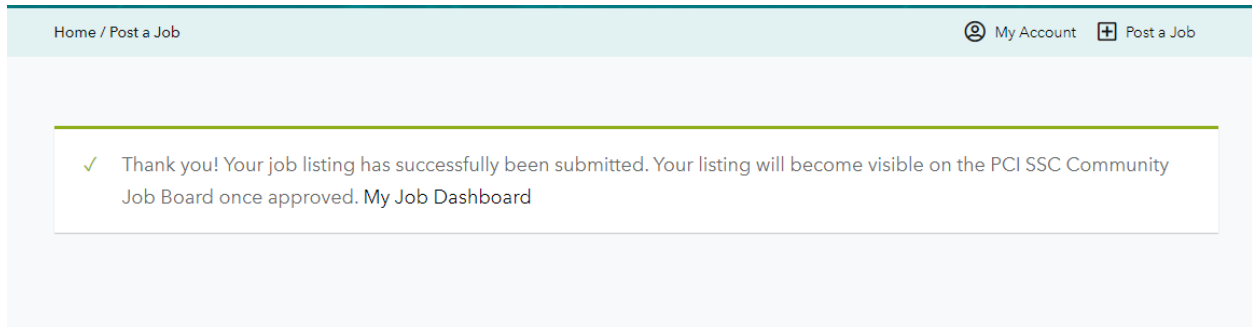 Home / Post a Job
My Account
Post a Job
Thank you! Your job listing has successfully been submitted. Your listing will become visible on the PCI SSC Community
Job Board once approved. My Job Dashboard